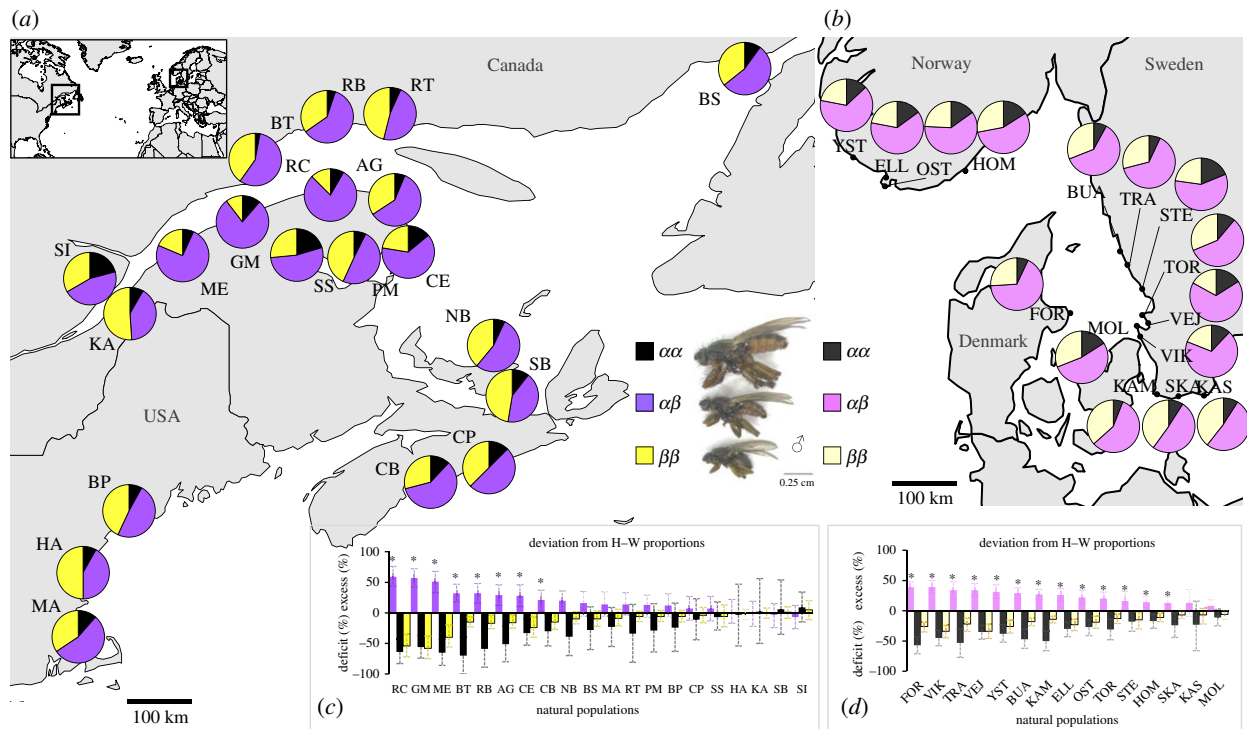 (a)
Canada
BS
RB
RT
BT
RC
AG
SI
ME
GM
SS
PM
CE
KA
NB
SB
USA
CP
CB
BP
HA
MA
100 km
αα
αβ
ββ
♂
0.25 cm
αα
αβ
ββ
(b)
Norway
Sweden
YST
ELL
OST
HOM
BUA
TRA
STE
TOR
FOR
MOL
VEJ
VIK
Denmark
KAM
SKA
KAS
100 km
deviation from H–W proportions
deficit (%) excess (%)
100
50
0
−50
−100
* * * * * * * *
RC GM ME BT RB AG CE CB NB BS MA RT PM BP CP SS HA KA SB SI
(c)
natural populations
deviation from H–W proportions
deficit (%) excess (%)
100
50
0
−50
−100
* * * * * * * * * * * *
FOR VIK TRA VEJ YST BUA KAM ELL OST TOR STE HOM SKA KAS MOL
(d)
natural populations